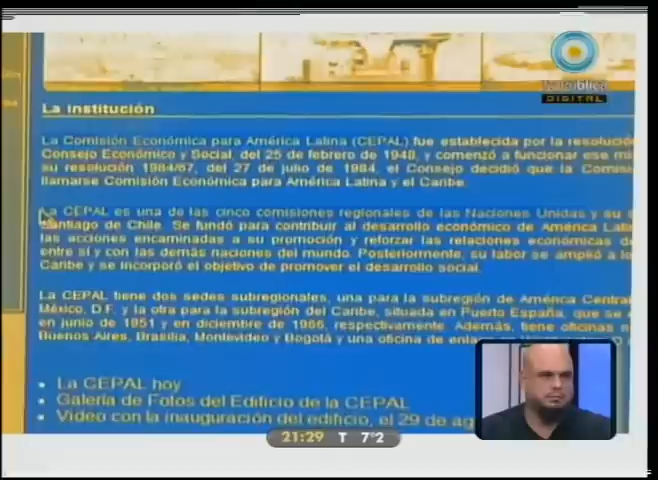 TV Pública
DIGITAL
La institución
La Comisión Económica para América Latina (CEPAL) fue establecida por la resolució
Consejo Económico y Social, del 25 de febrero de 1948, y comenzó a funcionar ese mi
su resolución 1984/67, del 27 de julio de 1984, el Consejo decidió que la Comisi
llamarse Comisión Económica para América Latina y el Caribe.
La CEPAL es una de las cinco comisiones regionales de las Naciones Unidas y su s
Santiago de Chile. Se fundó para contribuir al desarrollo económico de América Lati
las acciones encaminadas a su promoción y reforzar las relaciones económicas de
entre sí y con las demás naciones del mundo. Posteriormente, su labor se amplió a lo
Caribe y se incorporó el objetivo de promover el desarrollo social.
La CEPAL tiene dos sedes subregionales, una para la subregión de América Central
México, D.F. y la otra para la subregión del Caribe, situada en Puerto España, que se
en junio de 1951 y en diciembre de 1966, respectivamente. Además, tiene oficinas n
Buenos Aires, Brasilia, Montevideo y Bogotá y una oficina de enlace
• La CEPAL hoy
• Galería de Fotos del Edificio de la CEPAL
• Video con la inauguración del edificio, el 29 de ag
21:29 T 7°2